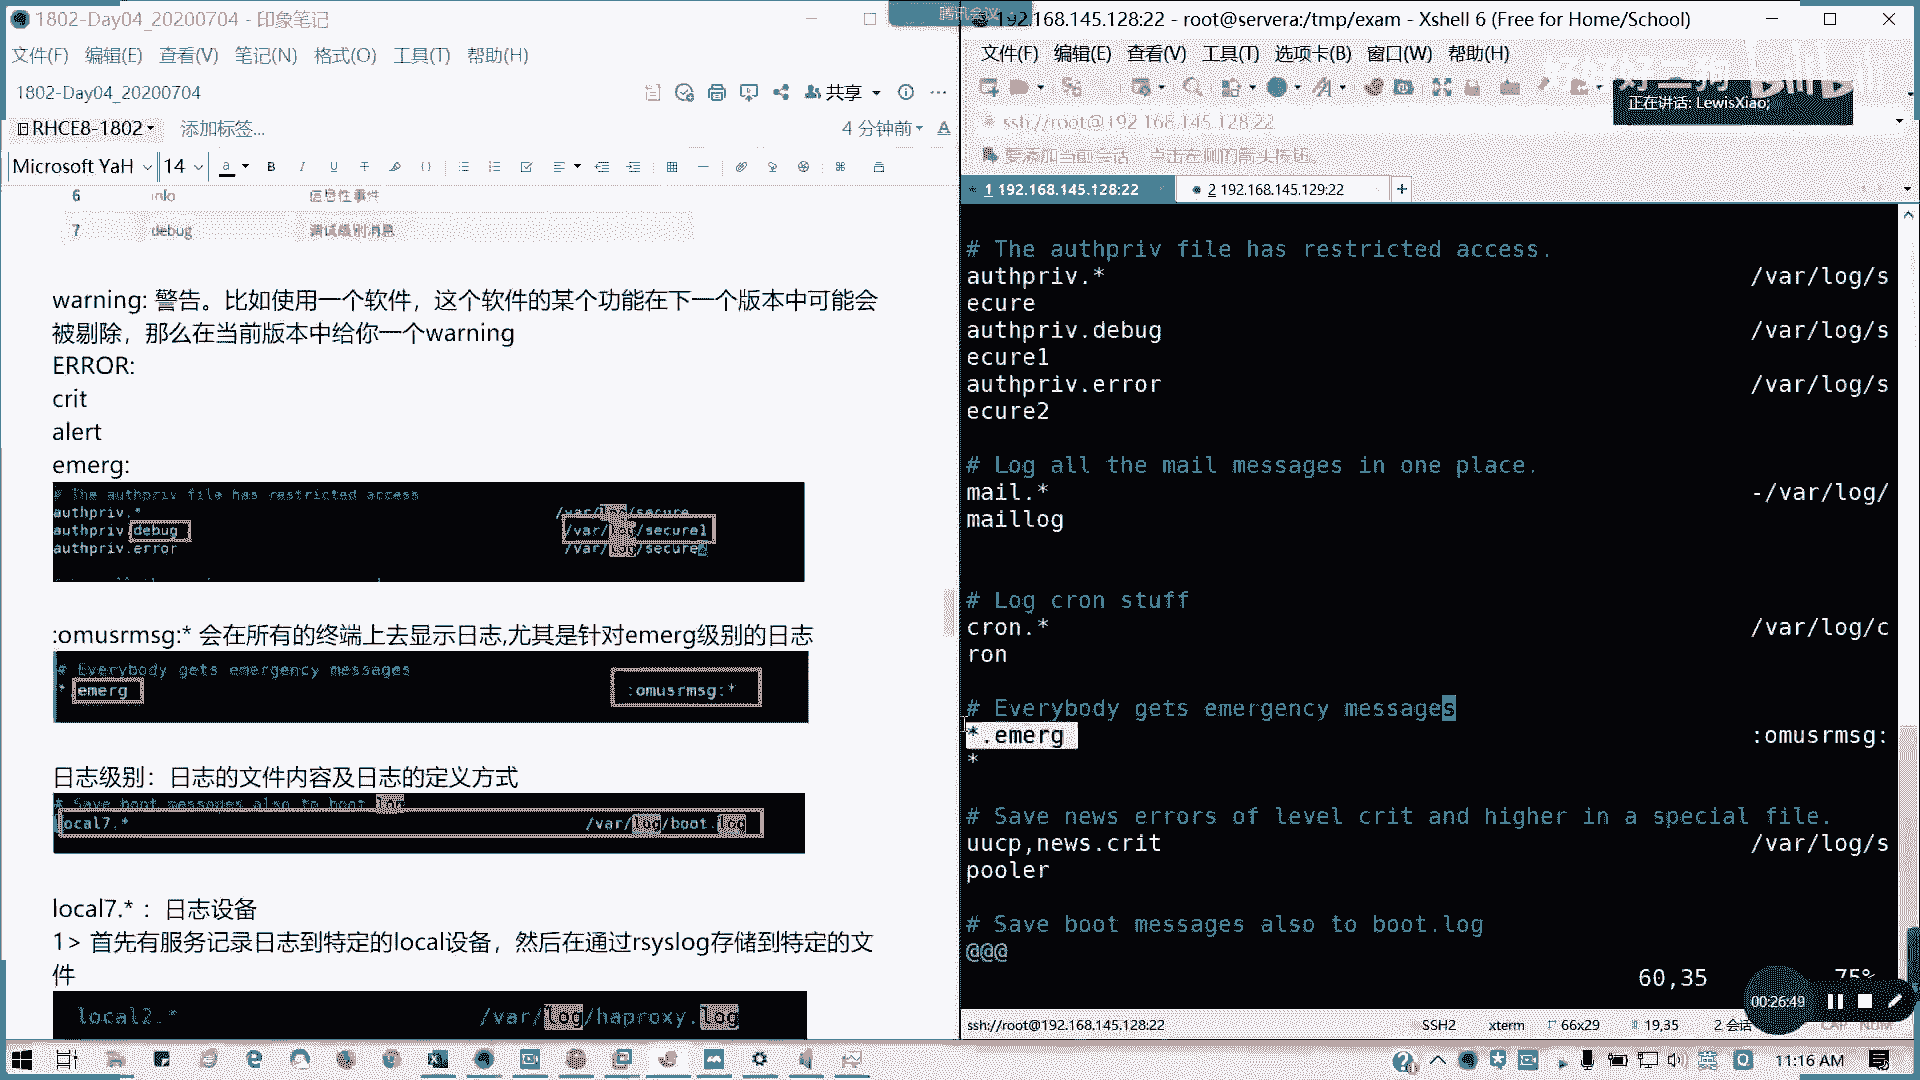 1802-Day04_20200704 - 印象笔记
文件(F) 编辑(E) 查看(V) 笔记(N) 格式(O) 工具(T) 帮助(H)
1802-Day04_20200704
共享
RHCE8-1802
添加标签...
4 分钟前
Microsoft YaH
14
6 info 信息性事件
7 debug 调试级别消息
warning: 警告。比如使用一个软件，这个软件的某个功能在下一个版本中可能会
被剔除，那么在当前版本中给你一个warning
ERROR:
crit
alert
emerg:
# The authpriv file has restricted access
authpriv.* /var/log/secure
authpriv.debug /var/log/secure1
authpriv.error /var/log/secure2
:omusrmsg:* 会在所有的终端上去显示日志,尤其是针对emerg级别的日志
# Everybody gets emergency messages
*.emerg :omusrmsg:*
日志级别：日志的文件内容及日志的定义方式
# Save boot messages also to boot.log
local7.* /var/log/boot.log
local7.* ：日志设备
1> 首先有服务记录日志到特定的local设备，然后在通过rsyslog存储到特定的文
件
local2.* /var/log/haproxy.log
腾讯会议
192.168.145.128:22 - root@servera:/tmp/exam - Xshell 6 (Free for Home/School)
文件(F) 编辑(E) 查看(V) 工具(T) 选项卡(B) 窗口(W) 帮助(H)
正在讲话: LewisXiao;
ssh://root@192.168.145.128:22
要添加当前会话，点击左侧的箭头按钮。
1 192.168.145.128:22
2 192.168.145.129:22
# The authpriv file has restricted access.
authpriv.* /var/log/s
ecure
authpriv.debug /var/log/s
ecure1
authpriv.error /var/log/s
ecure2
# Log all the mail messages in one place.
mail.* -/var/log/
maillog
# Log cron stuff
cron.* /var/log/c
ron
# Everybody gets emergency messages
*.emerg :omusrmsg:
*
# Save news errors of level crit and higher in a special file.
uucp,news.crit /var/log/s
pooler
# Save boot messages also to boot.log
@@@
60,35 75%
00:26:49
ssh://root@192.168.145.128:22 SSH2 xterm 66x29 19,35 2 会话 CAP NUM
英
11:16 AM